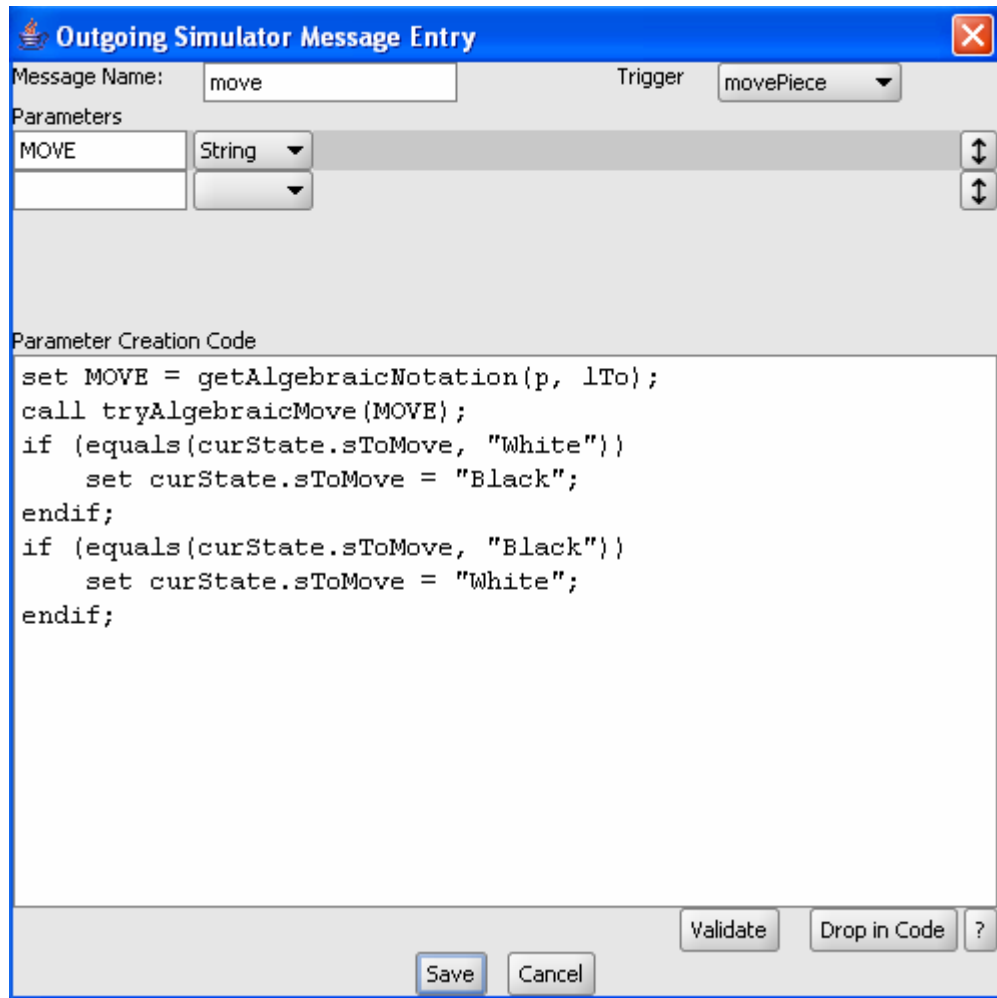 Outgoing Simulator Message Entry
Message Name: move Trigger movePiece
Parameters
MOVE String
Parameter Creation Code
set MOVE = getAlgebraicNotation(p, lTo);
call tryAlgebraicMove(MOVE);
if (equals(curState.sToMove, "White"))
    set curState.sToMove = "Black";
endif;
if (equals(curState.sToMove, "Black"))
    set curState.sToMove = "White";
endif;
Validate Drop in Code ?
Save Cancel